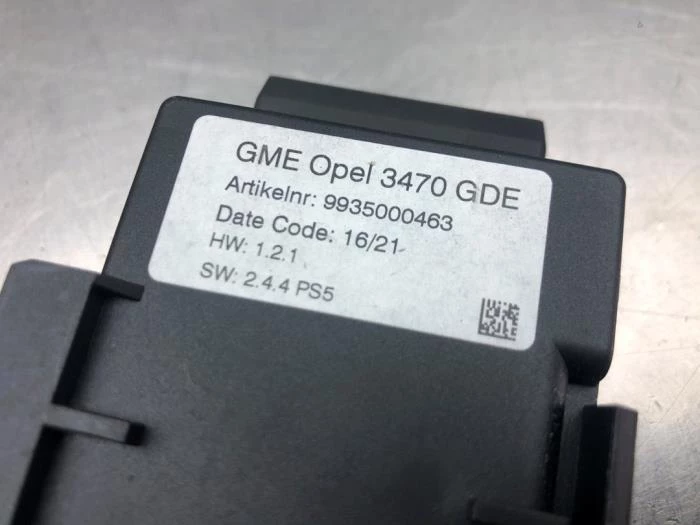 GME Opel 3470 GDE
Artikelnr: 9935000463
Date Code: 16/21
HW: 1.2.1
SW: 2.4.4 PS5